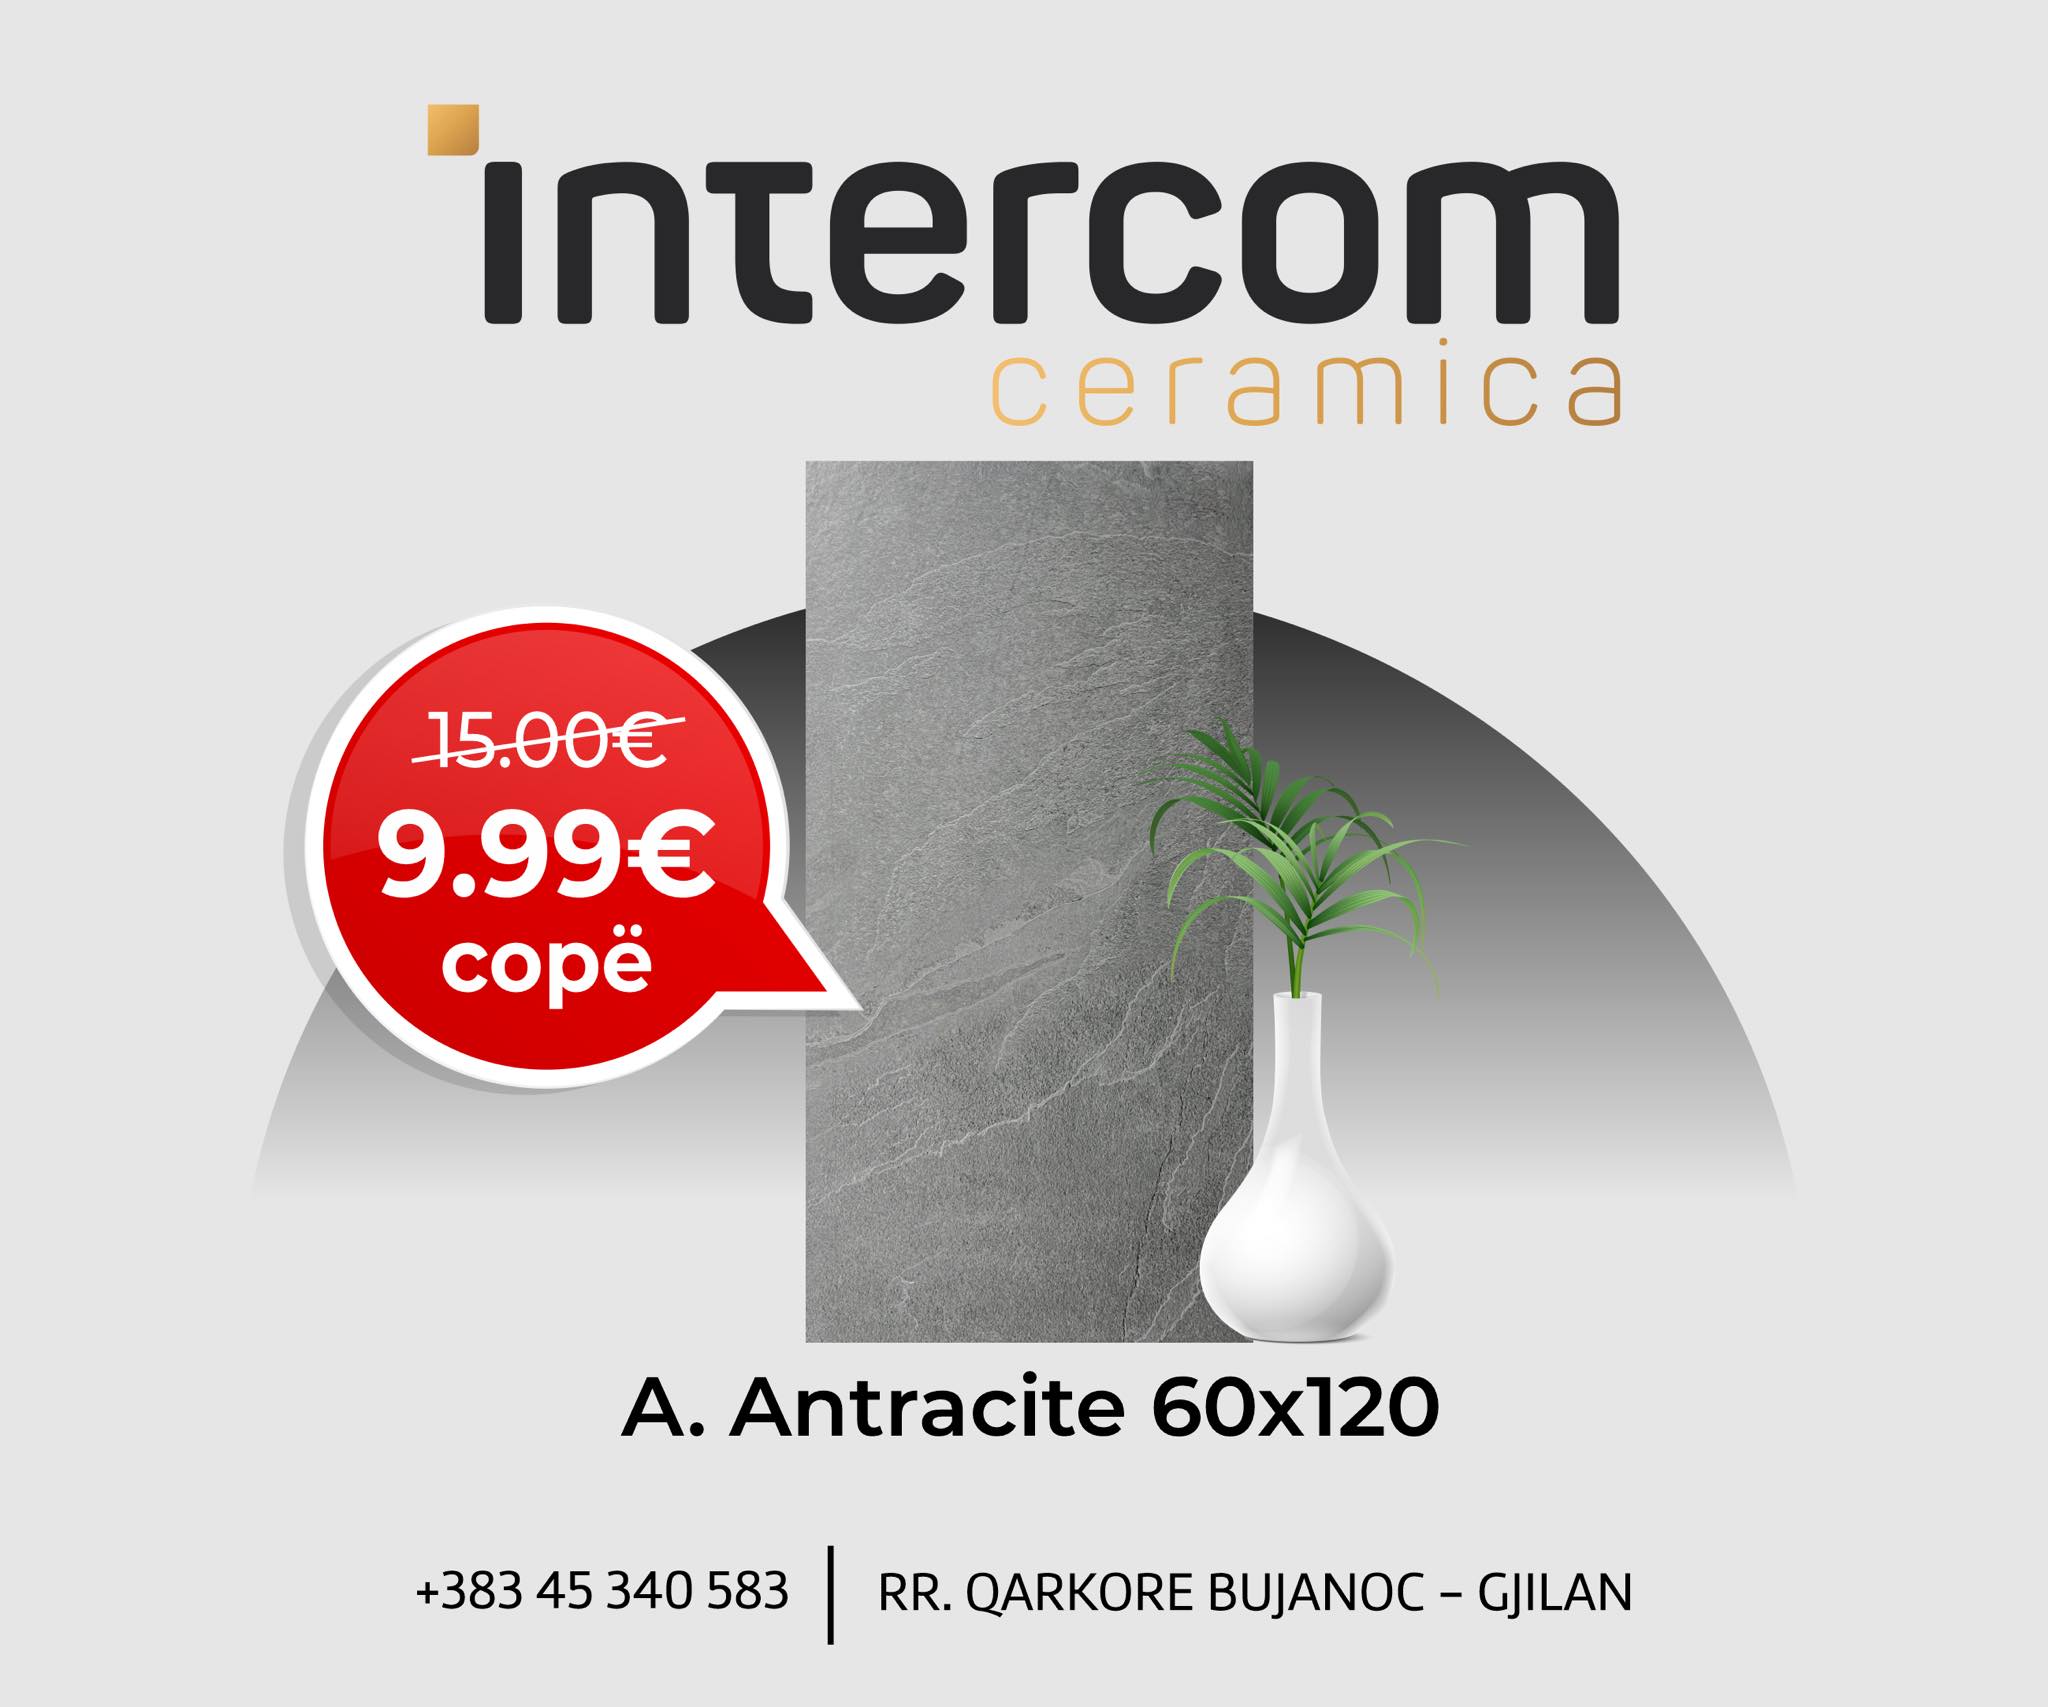 intercom
ceramica
15.00€
9.99€
copë
A. Antracite 60x120
+383 45 340 583 | RR. QARKORE BUJANOC - GJILAN